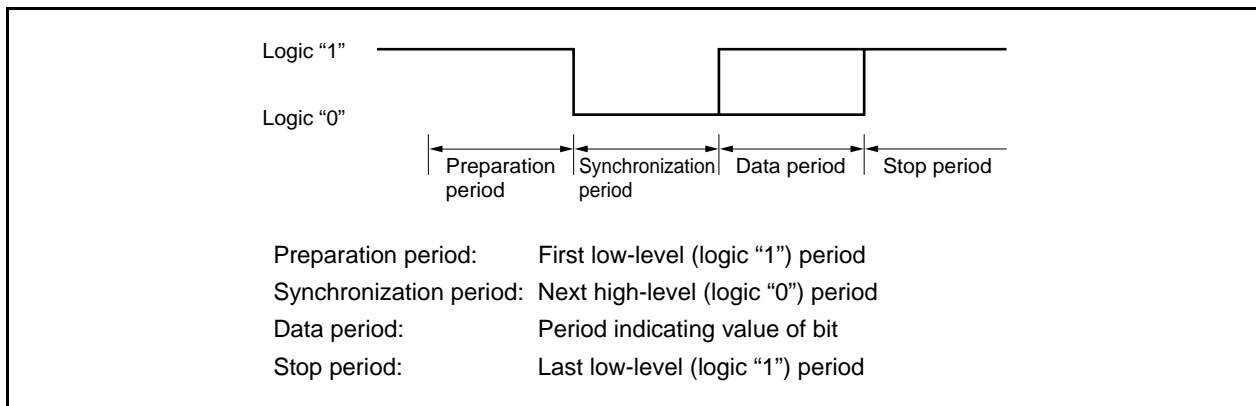 Logic “1”
Logic “0”
Preparation period
Synchronization period
Data period
Stop period
Preparation period: First low-level (logic “1”) period
Synchronization period: Next high-level (logic “0”) period
Data period: Period indicating value of bit
Stop period: Last low-level (logic “1”) period